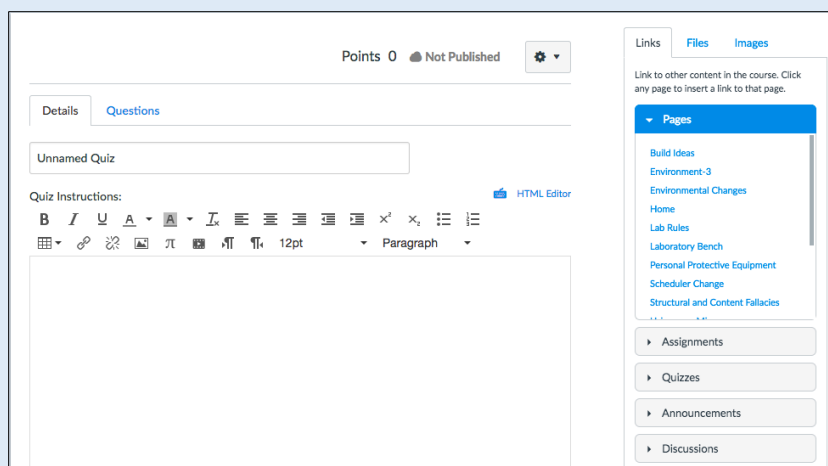 Points 0 Not Published
Details Questions
Unnamed Quiz
Quiz Instructions:
HTML Editor
12pt Paragraph
Links Files Images
Link to other content in the course. Click
any page to insert a link to that page.
Pages
Build Ideas
Environment-3
Environmental Changes
Home
Lab Rules
Laboratory Bench
Personal Protective Equipment
Scheduler Change
Structural and Content Fallacies
Assignments
Quizzes
Announcements
Discussions